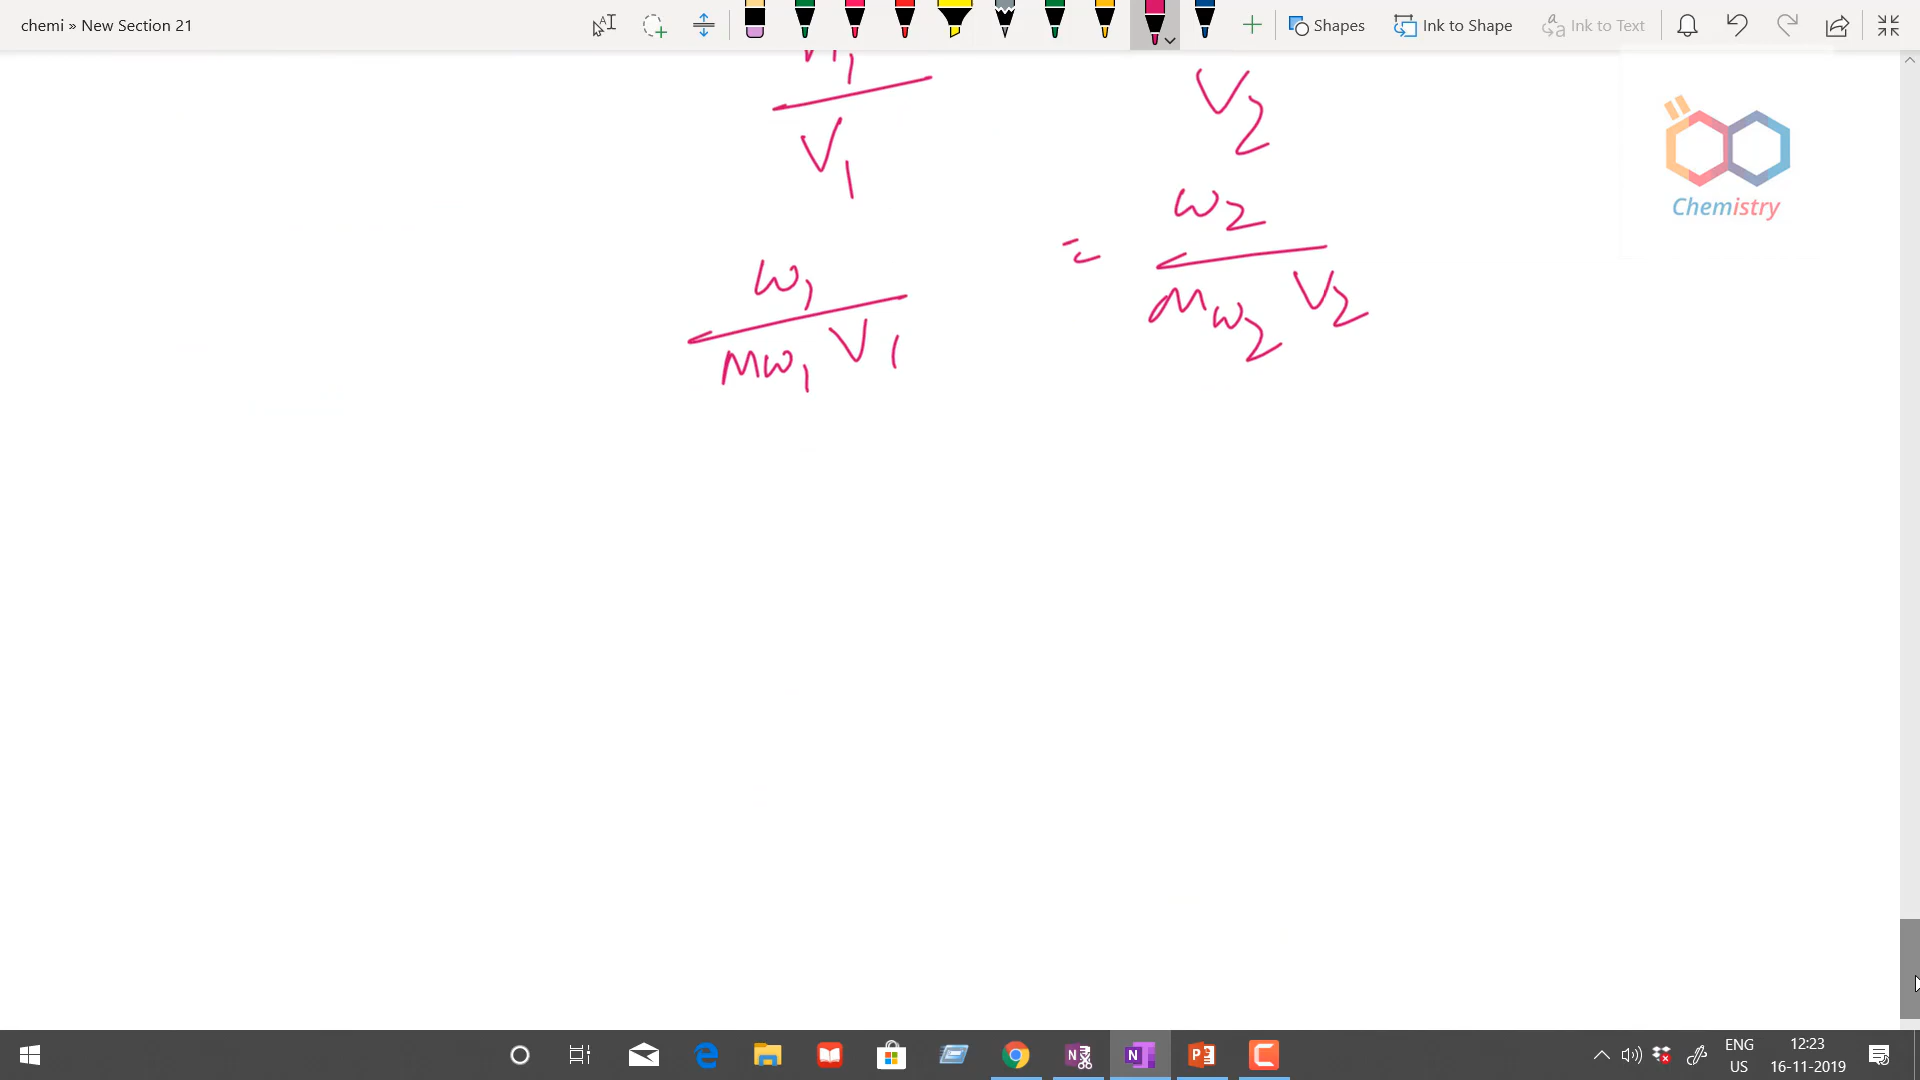 chemi » New Section 21
Shapes
Ink to Shape
Ink to Text
V1
V2
Chemistry
w1
Mw1 V1
=
w2
Mw2 V2
ENG
US
12:23
16-11-2019